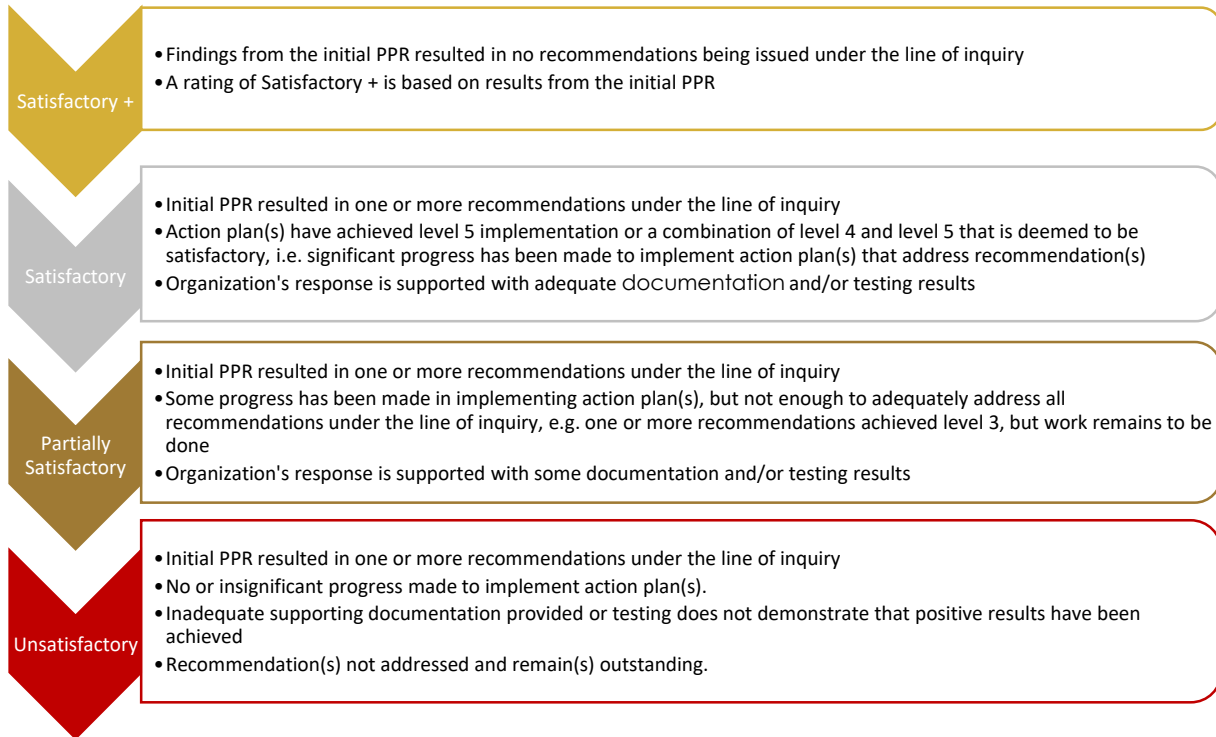 Satisfactory +
•Findings from the initial PPR resulted in no recommendations being issued under the line of inquiry
•A rating of Satisfactory + is based on results from the initial PPR
Satisfactory
•Initial PPR resulted in one or more recommendations under the line of inquiry
•Action plan(s) have achieved level 5 implementation or a combination of level 4 and level 5 that is deemed to be
satisfactory, i.e. significant progress has been made to implement action plan(s) that address recommendation(s)
•Organization's response is supported with adequate documentation and/or testing results
Partially
Satisfactory
•Initial PPR resulted in one or more recommendations under the line of inquiry
•Some progress has been made in implementing action plan(s), but not enough to adequately address all
recommendations under the line of inquiry, e.g. one or more recommendations achieved level 3, but work remains to be
done
•Organization's response is supported with some documentation and/or testing results
Unsatisfactory
•Initial PPR resulted in one or more recommendations under the line of inquiry
•No or insignificant progress made to implement action plan(s).
•Inadequate supporting documentation provided or testing does not demonstrate that positive results have been
achieved
•Recommendation(s) not addressed and remain(s) outstanding.